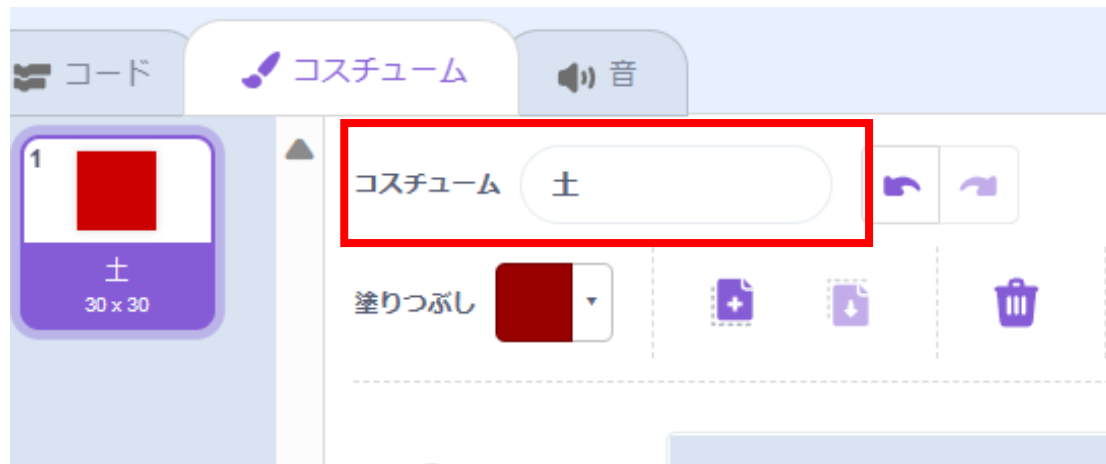 コード コスチューム 音
1
土
30 x 30
コスチューム 土
塗りつぶし